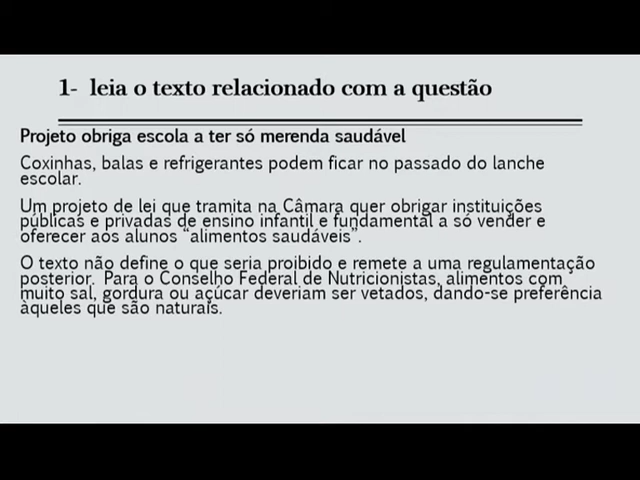 1- leia o texto relacionado com a questão
Projeto obriga escola a ter só merenda saudável
Coxinhas, balas e refrigerantes podem ficar no passado do lanche
escolar.
Um projeto de lei que tramita na Câmara quer obrigar instituições
públicas e privadas de ensino infantil e fundamental a só vender e
oferecer aos alunos “alimentos saudáveis”.
O texto não define o que seria proibido e remete a uma regulamentação
posterior. Para o Conselho Federal de Nutricionistas, alimentos com
muito sal, gordura ou açúcar deveriam ser vetados, dando-se preferência
àqueles que são naturais.